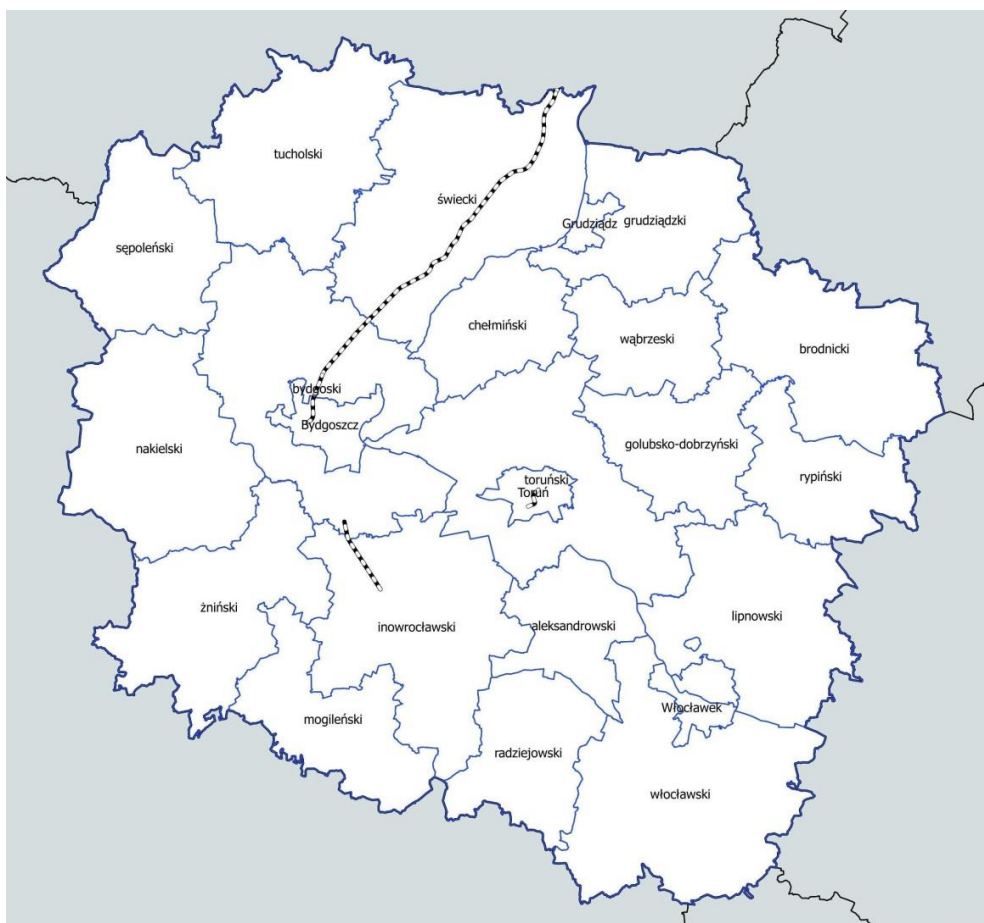 tucholski
świecki
Grudziądz
grudziądzki
sępoleński
chełmiński
wąbrzeski
brodnicki
bydgoski
Bydgoszcz
nakielski
golubsko-dobrzyński
rypiński
toruński
Toruń
żniński
inowrocławski
aleksandrowski
lipnowski
mogileński
Włocławek
radziejowski
włocławski